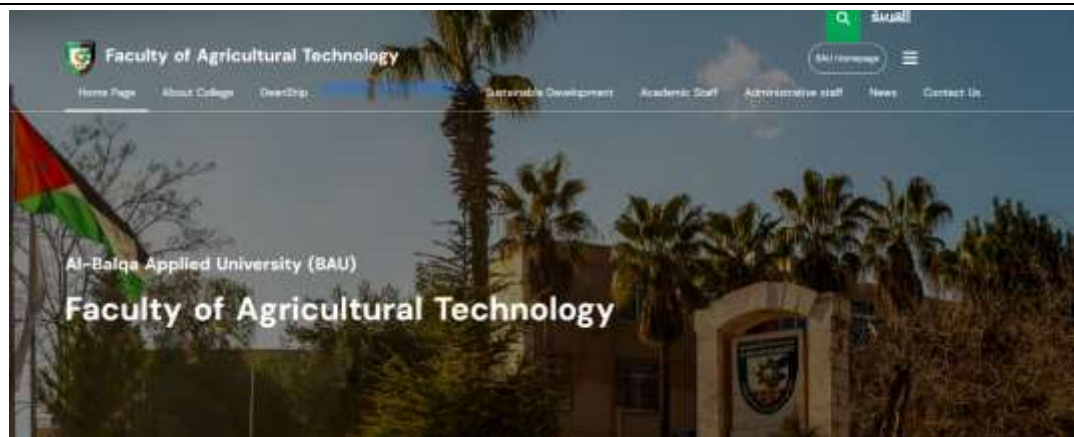 العربية
Faculty of Agricultural Technology
BAU Homepage
Home Page About College DeanShip Sustainable Development Academic Staff Administrative staff News Contact Us
Al-Balqa Applied University (BAU)
Faculty of Agricultural Technology